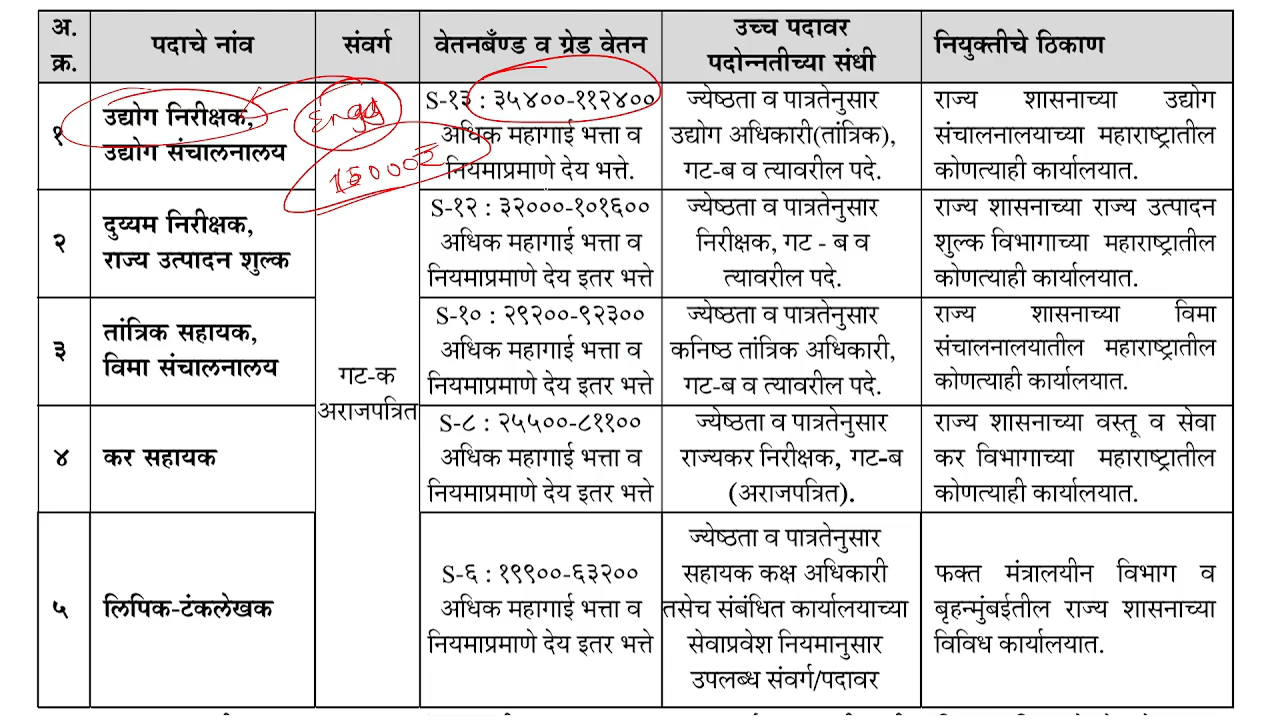 अ.
क्र.
पदाचे नांव
संवर्ग
वेतनबँण्ड व ग्रेड वेतन
उच्च पदावर
पदोन्नतीच्या संधी
नियुक्तीचे ठिकाण
१
उद्योग निरीक्षक,
उद्योग संचालनालय
Engg
15000₹
S-१३ : ३५४००-११२४००
अधिक महागाई भत्ता व
नियमाप्रमाणे देय भत्ते.
ज्येष्ठता व पात्रतेनुसार
उद्योग अधिकारी(तांत्रिक),
गट-ब व त्यावरील पदे.
राज्य शासनाच्या उद्योग
संचालनालयाच्या महाराष्ट्रातील
कोणत्याही कार्यालयात.
२
दुय्यम निरीक्षक,
राज्य उत्पादन शुल्क
S-१२ : ३२०००-१०१६००
अधिक महागाई भत्ता व
नियमाप्रमाणे देय इतर भत्ते
ज्येष्ठता व पात्रतेनुसार
निरीक्षक, गट - ब व
त्यावरील पदे.
राज्य शासनाच्या राज्य उत्पादन
शुल्क विभागाच्या महाराष्ट्रातील
कोणत्याही कार्यालयात.
३
तांत्रिक सहायक,
विमा संचालनालय
गट-क
अराजपत्रित
S-१० : २९२००-९२३००
अधिक महागाई भत्ता व
नियमाप्रमाणे देय इतर भत्ते
ज्येष्ठता व पात्रतेनुसार
कनिष्ठ तांत्रिक अधिकारी,
गट-ब व त्यावरील पदे.
राज्य शासनाच्या विमा
संचालनालयातील महाराष्ट्रातील
कोणत्याही कार्यालयात.
४
कर सहायक
S-८ : २५५००-८११००
अधिक महागाई भत्ता व
नियमाप्रमाणे देय इतर भत्ते
ज्येष्ठता व पात्रतेनुसार
राज्यकर निरीक्षक, गट-ब
(अराजपत्रित).
राज्य शासनाच्या वस्तू व सेवा
कर विभागाच्या महाराष्ट्रातील
कोणत्याही कार्यालयात.
५
लिपिक-टंकलेखक
S-६ : १९९००-६३२००
अधिक महागाई भत्ता व
नियमाप्रमाणे देय इतर भत्ते
ज्येष्ठता व पात्रतेनुसार
सहायक कक्ष अधिकारी
तसेच संबंधित कार्यालयाच्या
सेवाप्रवेश नियमानुसार
उपलब्ध संवर्ग/पदावर
फक्त मंत्रालयीन विभाग व
बृहन्मुंबईतील राज्य शासनाच्या
विविध कार्यालयात.